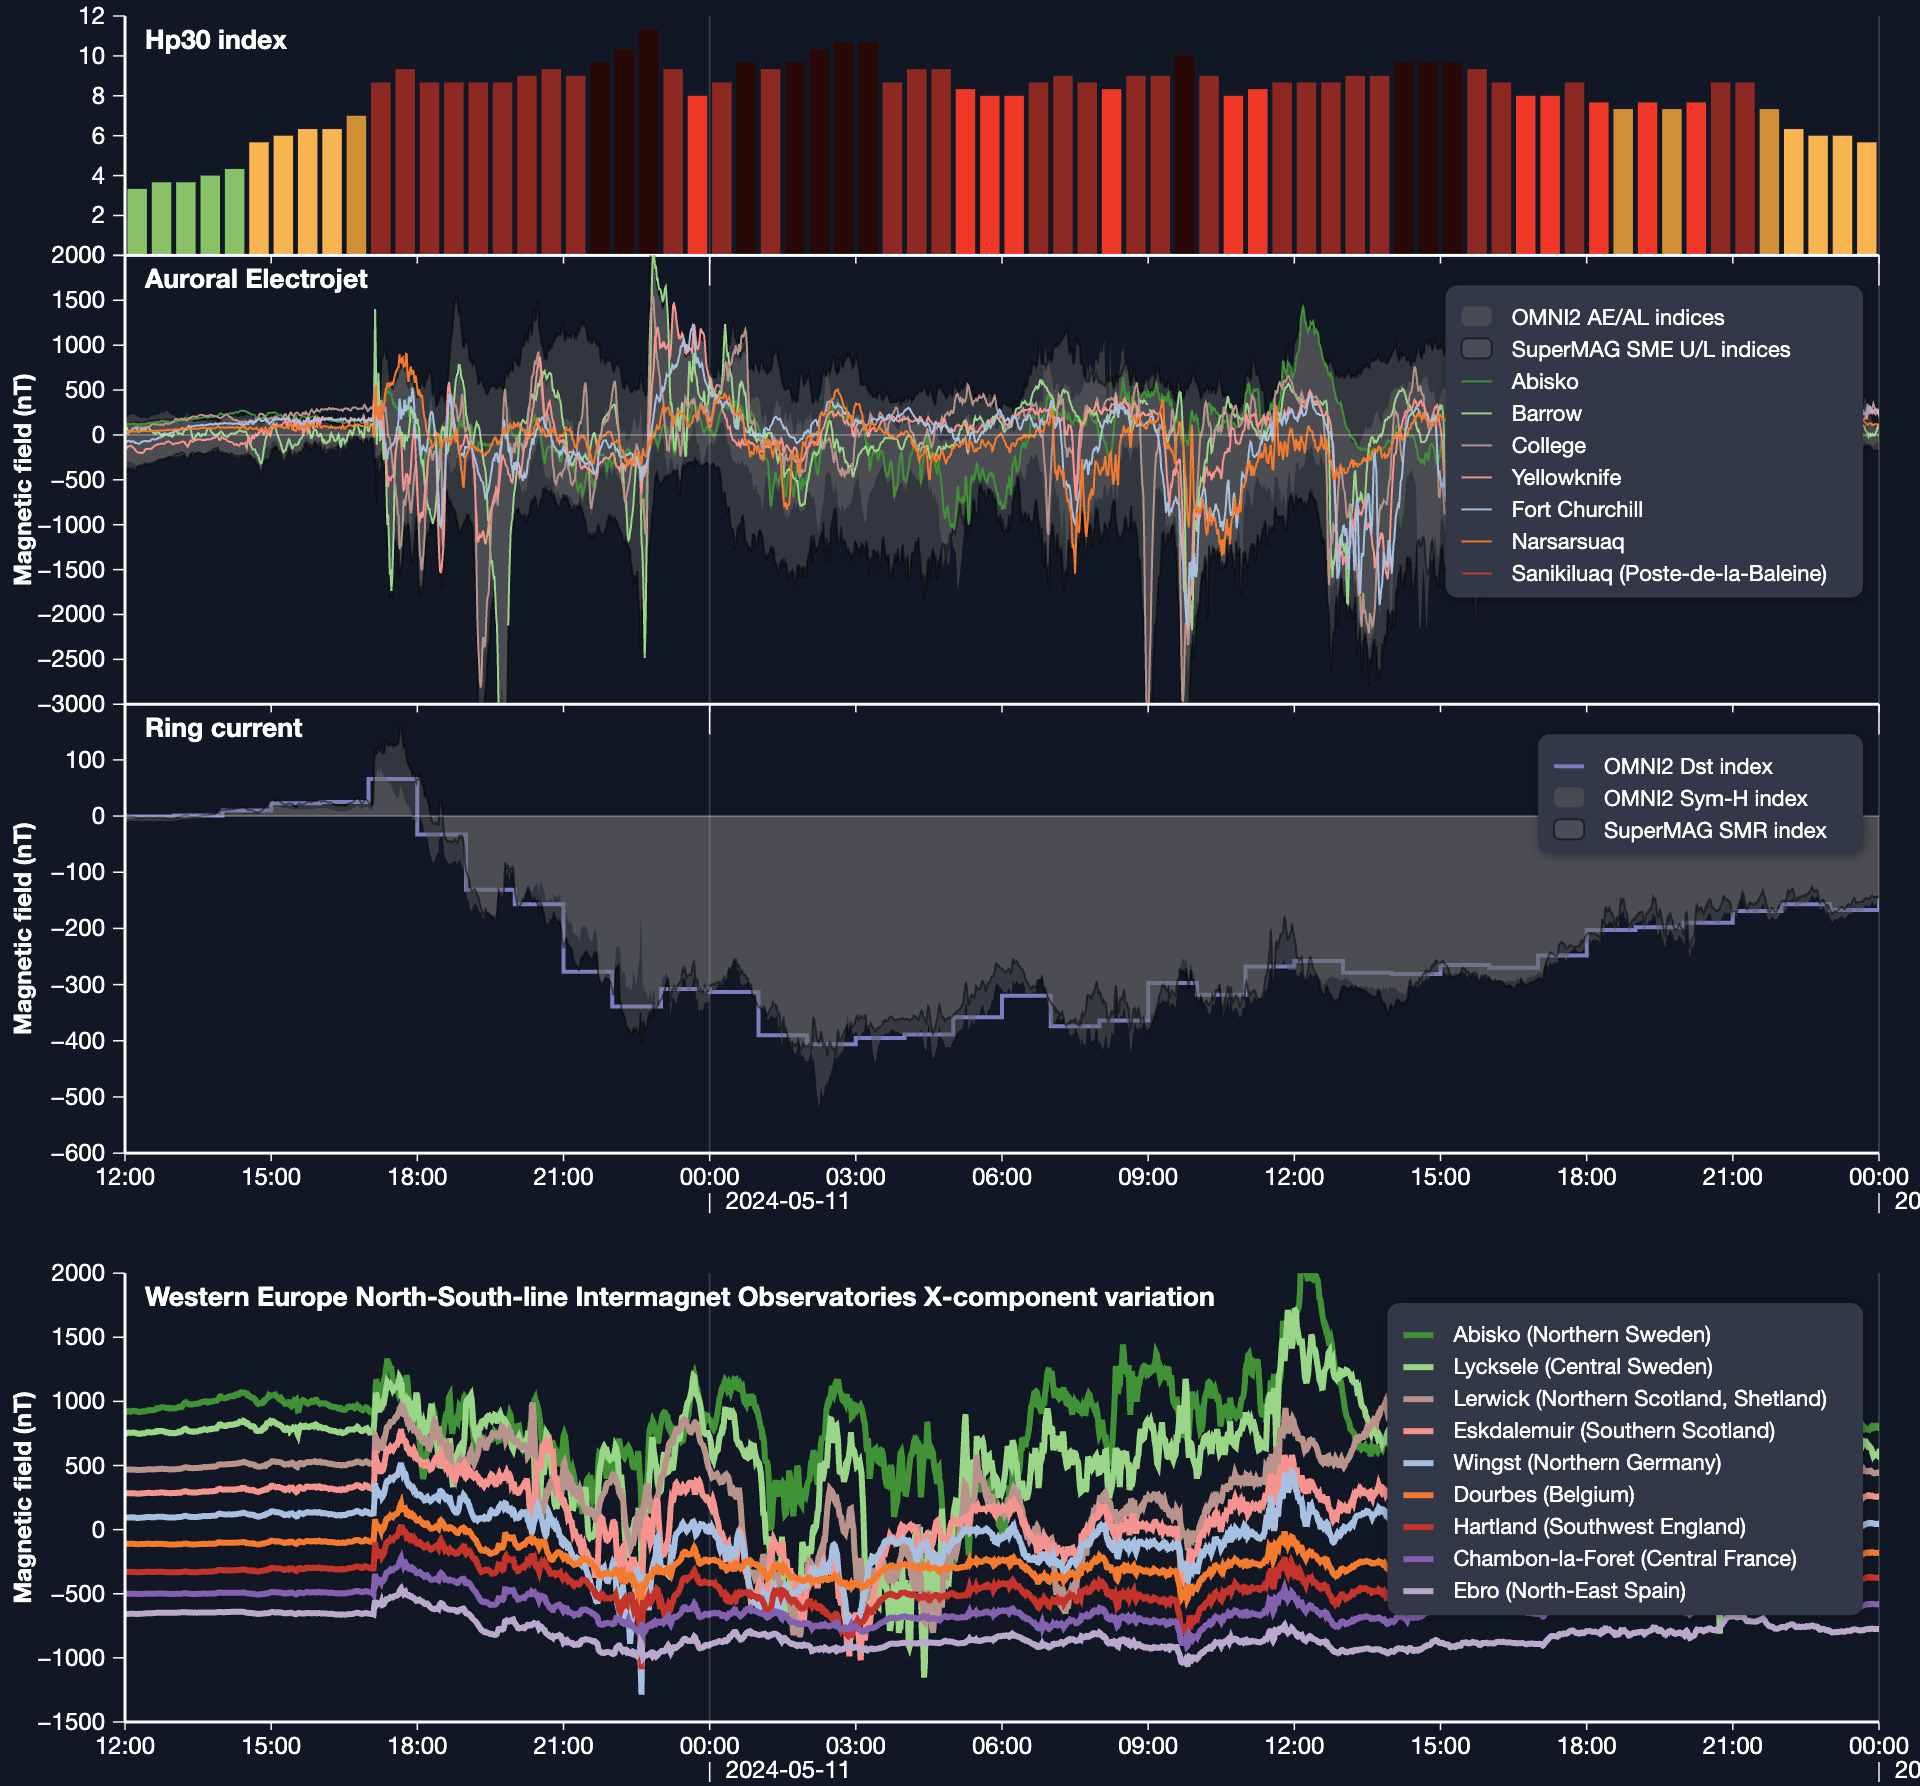 Hp30 index
12
10
8
6
4
2
Auroral Electrojet
Magnetic field (nT)
2000
1500
1000
500
0
−500
−1000
−1500
−2000
−2500
−3000
OMNI2 AE/AL indices
SuperMAG SME U/L indices
Abisko
Barrow
College
Yellowknife
Fort Churchill
Narsarsuaq
Sanikiluaq (Poste-de-la-Baleine)
Ring current
Magnetic field (nT)
100
0
−100
−200
−300
−400
−500
−600
OMNI2 Dst index
OMNI2 Sym-H index
SuperMAG SMR index
12:00 15:00 18:00 21:00 00:00 03:00 06:00 09:00 12:00 15:00 18:00 21:00 00:00
2024-05-11 20
Western Europe North-South-line Intermagnet Observatories X-component variation
Magnetic field (nT)
2000
1500
1000
500
0
−500
−1000
−1500
Abisko (Northern Sweden)
Lycksele (Central Sweden)
Lerwick (Northern Scotland, Shetland)
Eskdalemuir (Southern Scotland)
Wingst (Northern Germany)
Dourbes (Belgium)
Hartland (Southwest England)
Chambon-la-Foret (Central France)
Ebro (North-East Spain)
12:00 15:00 18:00 21:00 00:00 03:00 06:00 09:00 12:00 15:00 18:00 21:00 00:00
2024-05-11 20